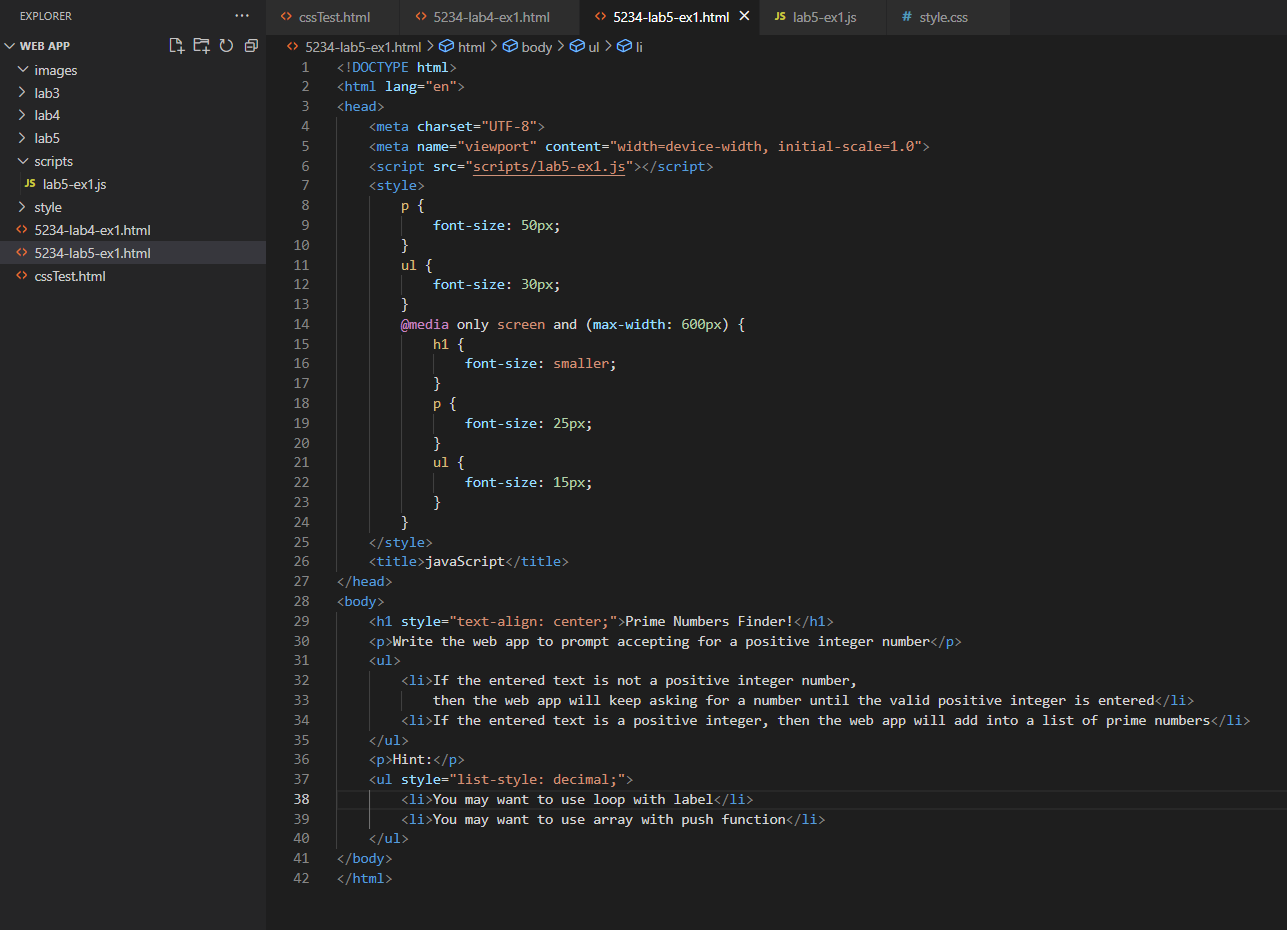 EXPLORER ···
WEB APP
images
lab3
lab4
lab5
scripts
JS lab5-ex1.js
style
<> 5234-lab4-ex1.html
<> 5234-lab5-ex1.html
<> cssTest.html
<> cssTest.html <> 5234-lab4-ex1.html <> 5234-lab5-ex1.html × JS lab5-ex1.js # style.css
<> 5234-lab5-ex1.html > html > body > ul > li
1 <!DOCTYPE html>
2 <html lang="en">
3 <head>
4     <meta charset="UTF-8">
5     <meta name="viewport" content="width=device-width, initial-scale=1.0">
6     <script src="scripts/lab5-ex1.js"></script>
7     <style>
8         p {
9             font-size: 50px;
10         }
11         ul {
12             font-size: 30px;
13         }
14         @media only screen and (max-width: 600px) {
15             h1 {
16                 font-size: smaller;
17             }
18             p {
19                 font-size: 25px;
20             }
21             ul {
22                 font-size: 15px;
23             }
24         }
25     </style>
26     <title>javaScript</title>
27 </head>
28 <body>
29     <h1 style="text-align: center;">Prime Numbers Finder!</h1>
30     <p>Write the web app to prompt accepting for a positive integer number</p>
31     <ul>
32         <li>If the entered text is not a positive integer number,
33             then the web app will keep asking for a number until the valid positive integer is entered</li>
34         <li>If the entered text is a positive integer, then the web app will add into a list of prime numbers</li>
35     </ul>
36     <p>Hint:</p>
37     <ul style="list-style: decimal;">
38         <li>You may want to use loop with label</li>
39         <li>You may want to use array with push function</li>
40     </ul>
41 </body>
42 </html>